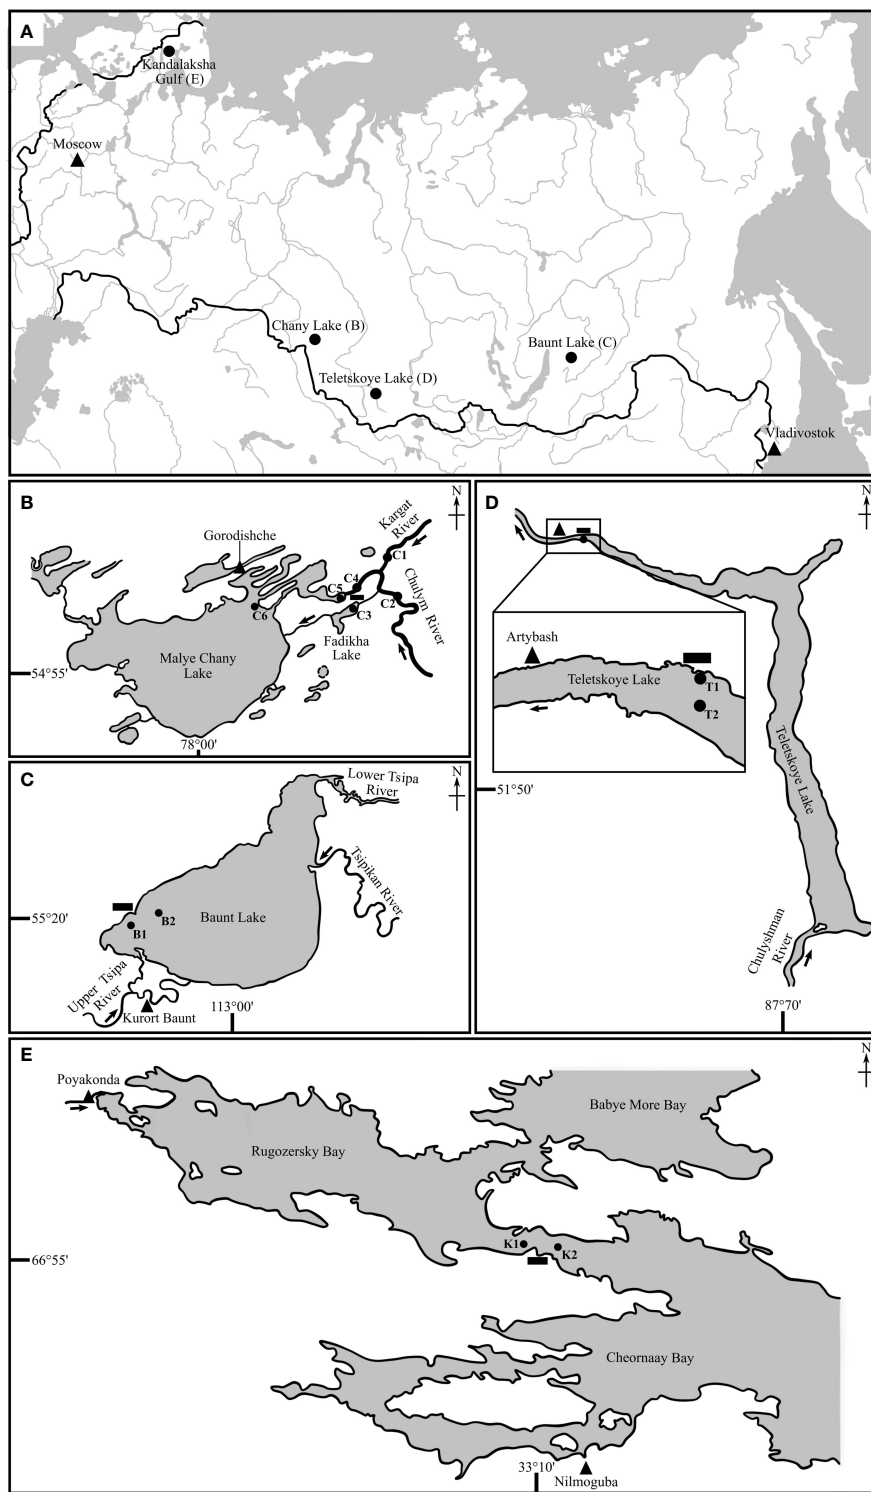 A
Kandalaksha
Gulf (E)
Moscow
Chany Lake (B)
Baunt Lake (C)
Teletskoye Lake (D)
Vladivostok
B
N
Kargat
River
Gorodishche
C1
C4
C5
C2
C3
C6
Chulym River
Fadikha
Lake
Malye Chany
Lake
54°55'
78°00'
C
N
Lower Tsipa
River
Tsipikan River
55°20'
B2
B1
Baunt Lake
Upper Tsipa
River
Kurort Baunt
113°00'
D
N
Artybash
Teletskoye Lake
T1
T2
Teletskoye Lake
51°50'
Chulyshman
River
87°70'
E
N
Poyakonda
Babye More Bay
Rugozersky Bay
K1
K2
66°55'
Cheornaay Bay
33°10'
Nilmoguba